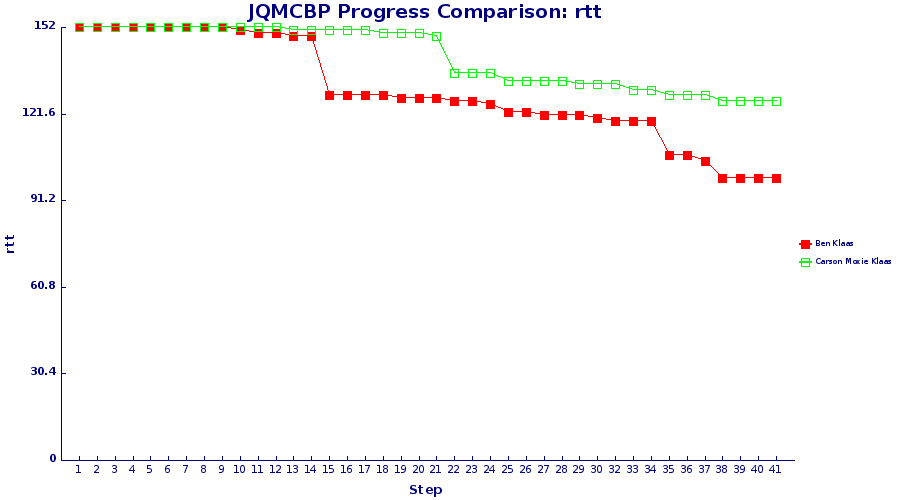 JQMCBP Progress Comparison: rtt
152
121.6
91.2
60.8
30.4
0
rtt
1 2 3 4 5 6 7 8 9 10 11 12 13 14 15 16 17 18 19 20 21 22 23 24 25 26 27 28 29 30 31 32 33 34 35 36 37 38 39 40 41
Step
Ben Klaas
Carson Moxie Klaas